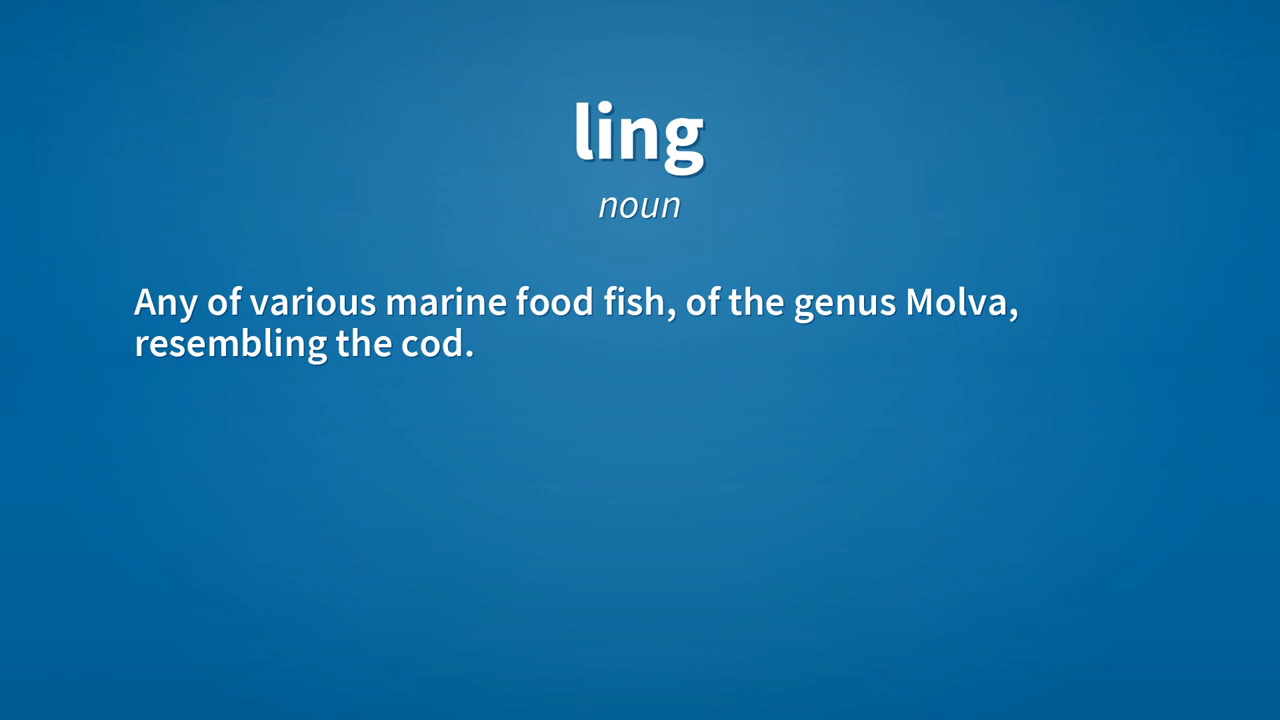 ling
noun
Any of various marine food fish, of the genus Molva,
resembling the cod.